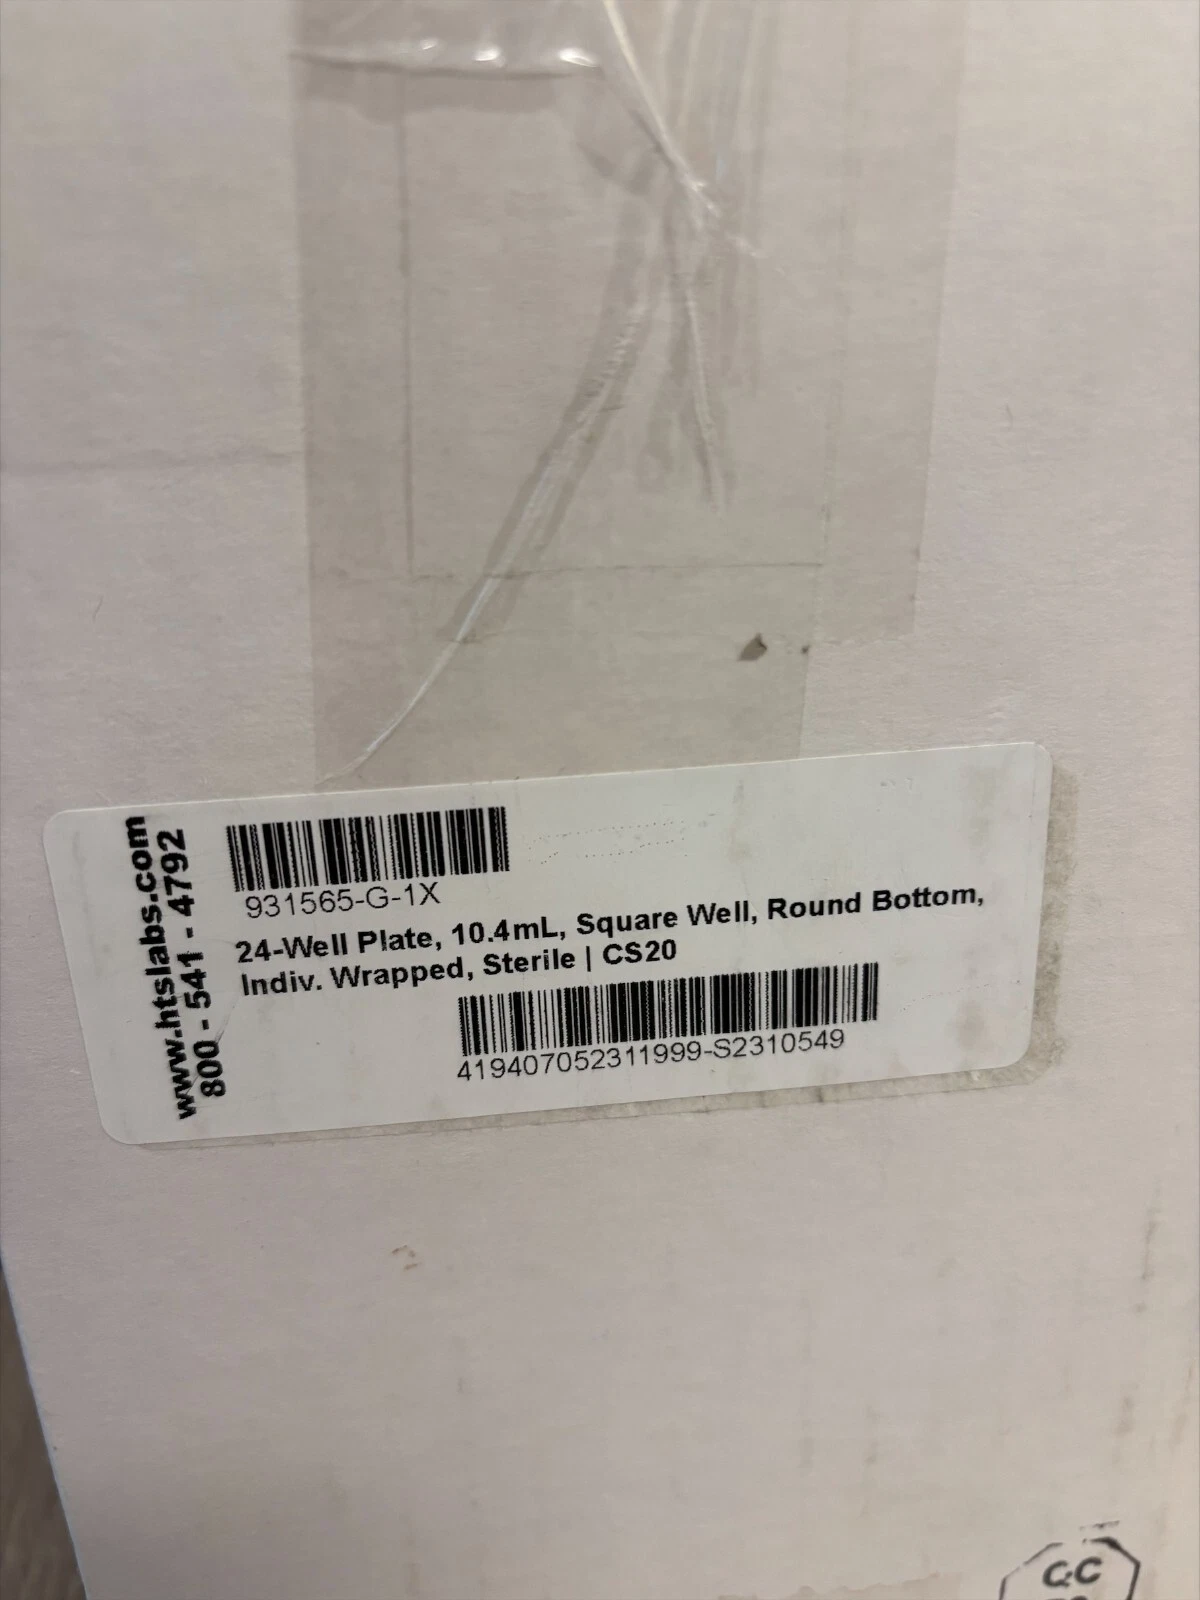 www.htslabs.com
800 - 541 - 4792
931565-G-1X
24-Well Plate, 10.4mL, Square Well, Round Bottom,
Indiv. Wrapped, Sterile | CS20
419407052311999-S2310549
QC